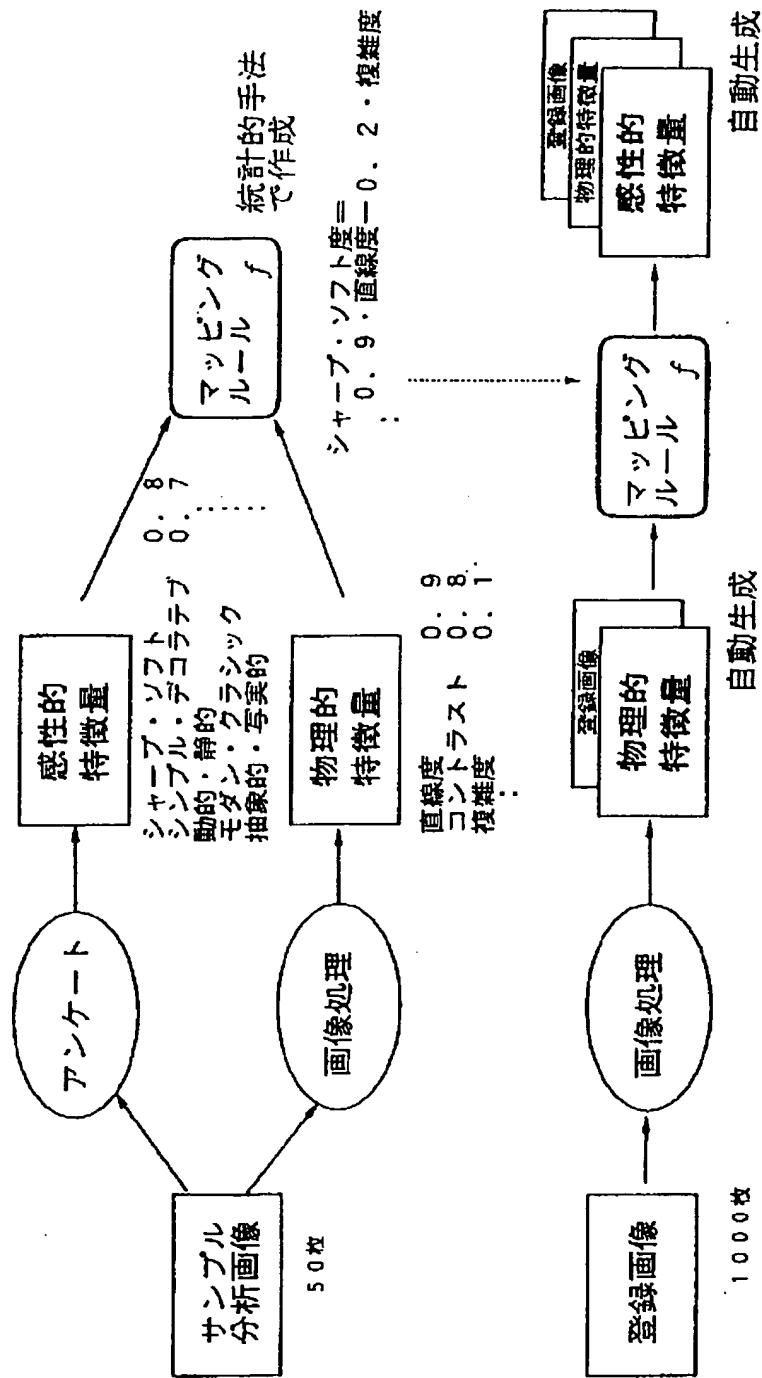 サンプル
分析画像
50枚
アンケート
画像処理
感性的
特徴量
シャープ・ソフト 0.8
シンプル・デコラテブ 0.7
動的・静的
モダン・クラシック
抽象的・写実的
物理的
特徴量
直線度 0.9
コントラスト 0.8
複雑度 0.1
マッピング
ルール f
統計的手法
で作成
シャープ・ソフト度=
0.9・直線度−0.2・複雑度
登録画像
1000枚
画像処理
登録画像
物理的
特徴量
自動生成
マッピング
ルール f
登録画像
物理的特徴量
感性的
特徴量
自動生成